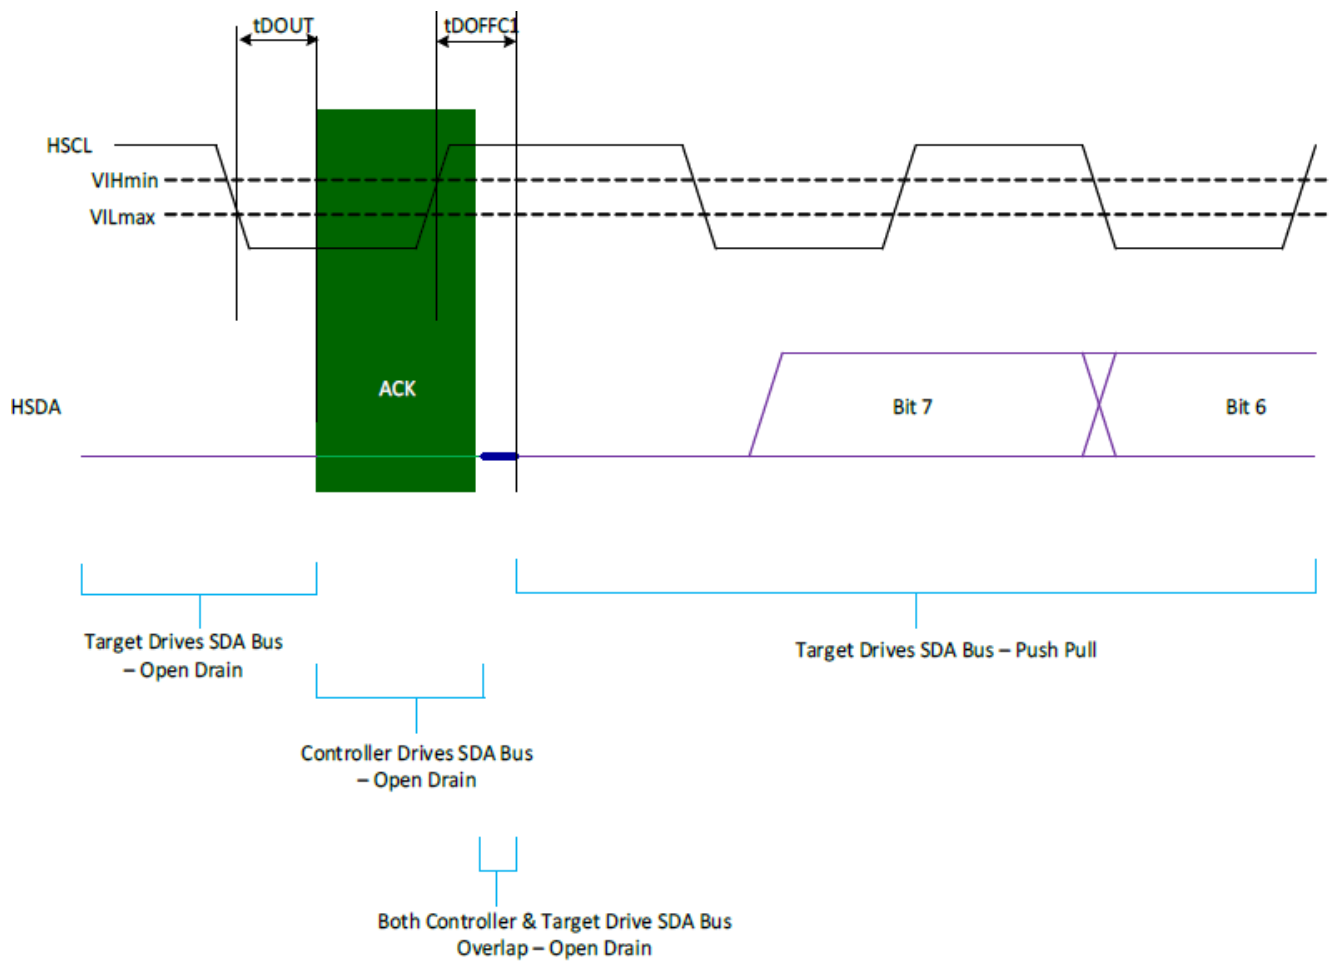 tDOUT
tDOFFC1
HSCL
VIHmin
VILmax
ACK
HSDA
Bit 7
Bit 6
Target Drives SDA Bus
– Open Drain
Target Drives SDA Bus – Push Pull
Controller Drives SDA Bus
– Open Drain
Both Controller & Target Drive SDA Bus
Overlap – Open Drain